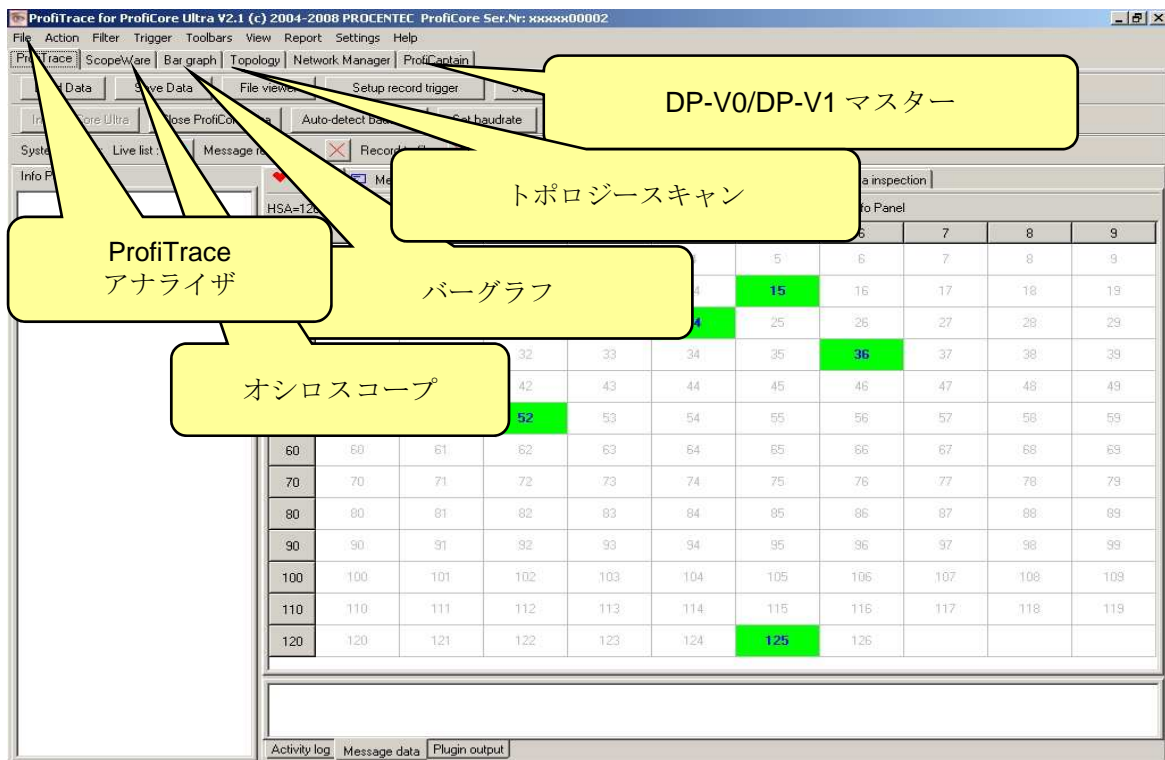 ProfiTrace for ProfiCore Ultra V2.1 (c) 2004-2008 PROCENTEC ProfiCore Ser.Nr: xxxxx00002
File Action Filter Trigger Toolbars View Report Settings Help
ProfiTrace ScopeWare Bar graph Topology Network Manager ProfiCaptain
Data Save Data File viewer Setup record trigger
Close ProfiCore Auto-detect baudrate Set baudrate
Live list: Message Record
Info
a inspection
HSA=126
fo Panel
DP-V0/DP-V1 マスター
トポロジースキャン
ProfiTrace
アナライザ
バーグラフ
オシロスコープ
6 7 8 9
5 6 7 8 9
15 16 17 18 19
25 26 27 28 29
32 33 34 35 36 37 38 39
42 43 44 45 46 47 48 49
52 53 54 55 56 57 58 59
60 60 61 62 63 64 65 66 67 68 69
70 70 71 72 73 74 75 76 77 78 79
80 80 81 82 83 84 85 86 87 88 89
90 90 91 92 93 94 95 96 97 98 99
100 100 101 102 103 104 105 106 107 108 109
110 110 111 112 113 114 115 116 117 118 119
120 120 121 122 123 124 125 126
Activity log Message data Plugin output